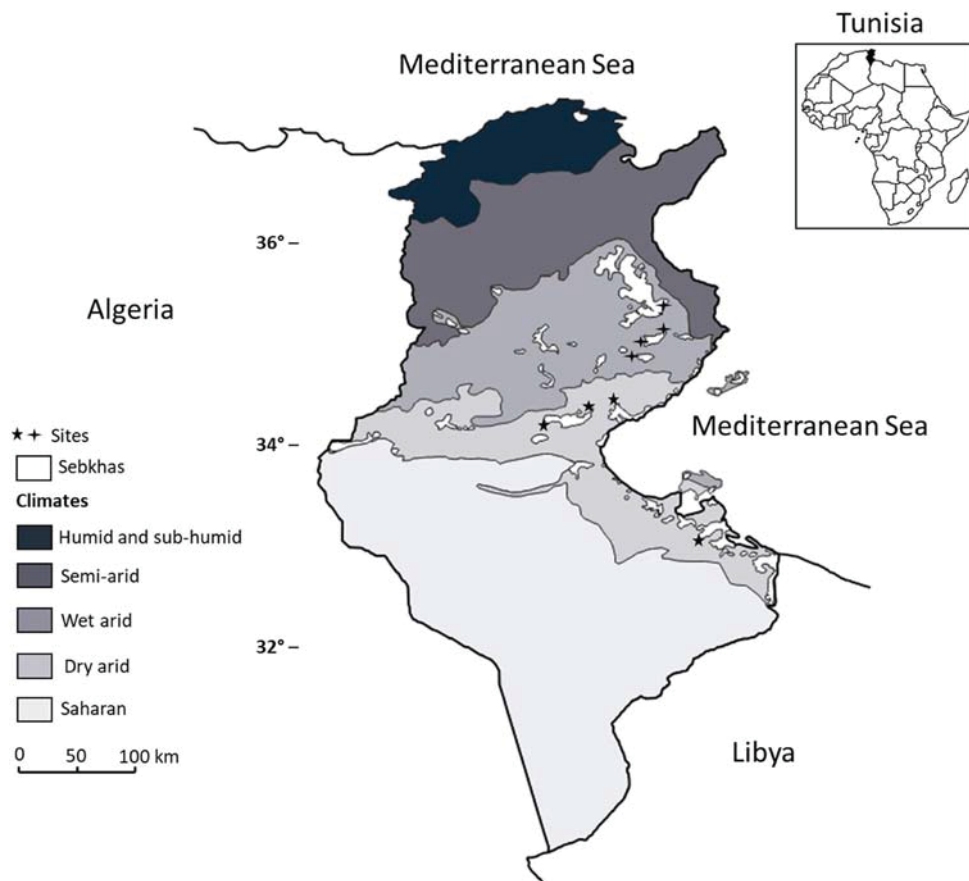 Tunisia
Mediterranean Sea
36° –
Algeria
Mediterranean Sea
34° –
Sites
Sebkhas
Climates
Humid and sub-humid
Semi-arid
Wet arid
Dry arid
Saharan
32° –
0 50 100 km
Libya